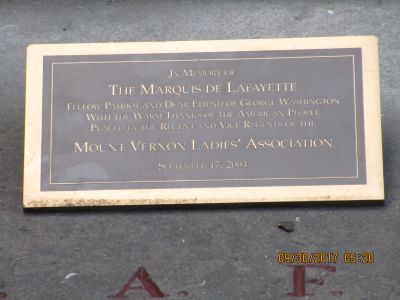 In Memory of
The Marquis de Lafayette
Fellow Patriot and Dear Friend of George Washington
With the Warm Thanks of the American People
Placed by the Regent and Vice Regents of the
Mount Vernon Ladies' Association
September 17, 2004
09/30/2017 05:20
A. F.